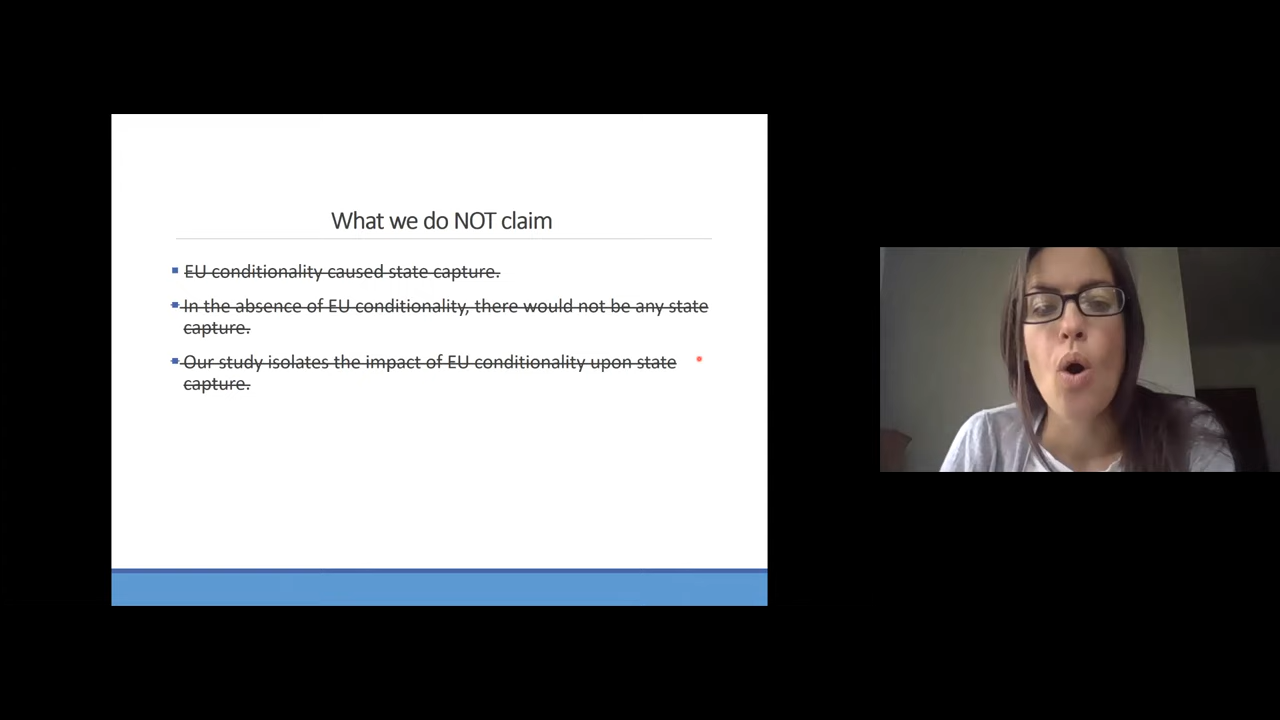 What we do NOT claim
EU conditionality caused state capture.
In the absence of EU conditionality, there would not be any state
capture.
Our study isolates the impact of EU conditionality upon state
capture.